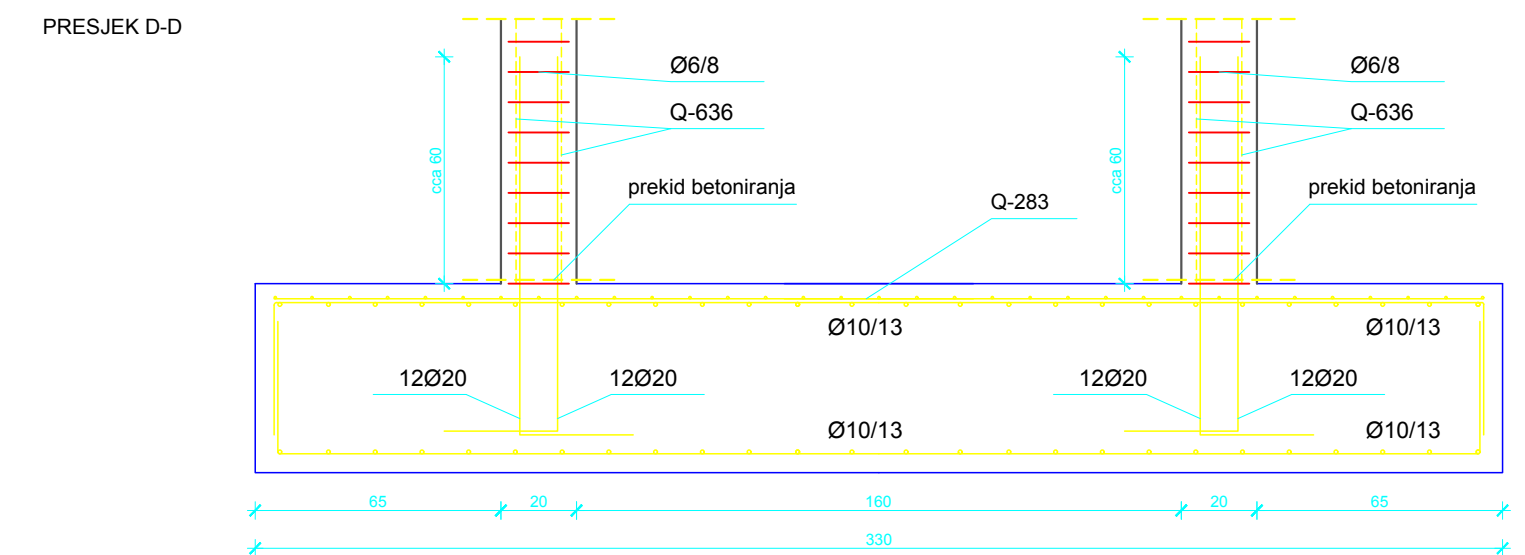 PRESJEK D-D
Ø6/8
Ø6/8
Q-636
Q-636
cca 60
cca 60
prekid betoniranja
prekid betoniranja
Q-283
Ø10/13
Ø10/13
12Ø20
12Ø20
12Ø20
12Ø20
Ø10/13
Ø10/13
65
20
160
20
65
330